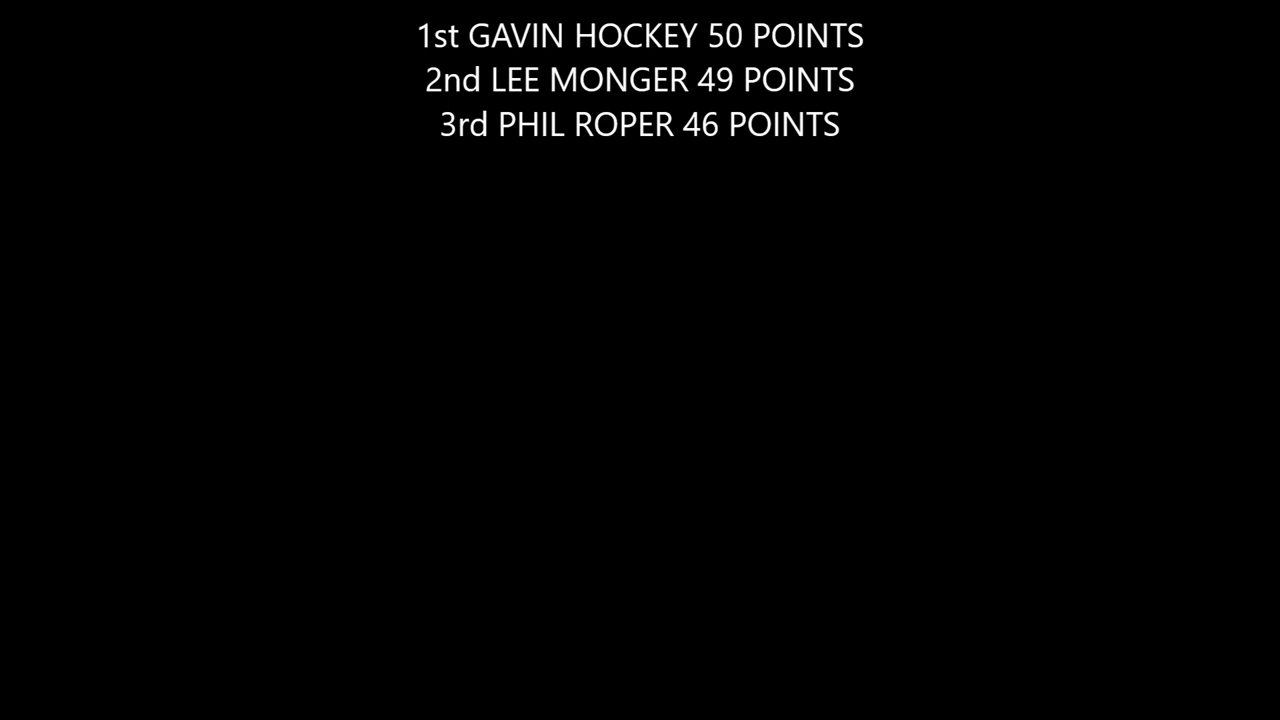 1st GAVIN HOCKEY 50 POINTS
2nd LEE MONGER 49 POINTS
3rd PHIL ROPER 46 POINTS